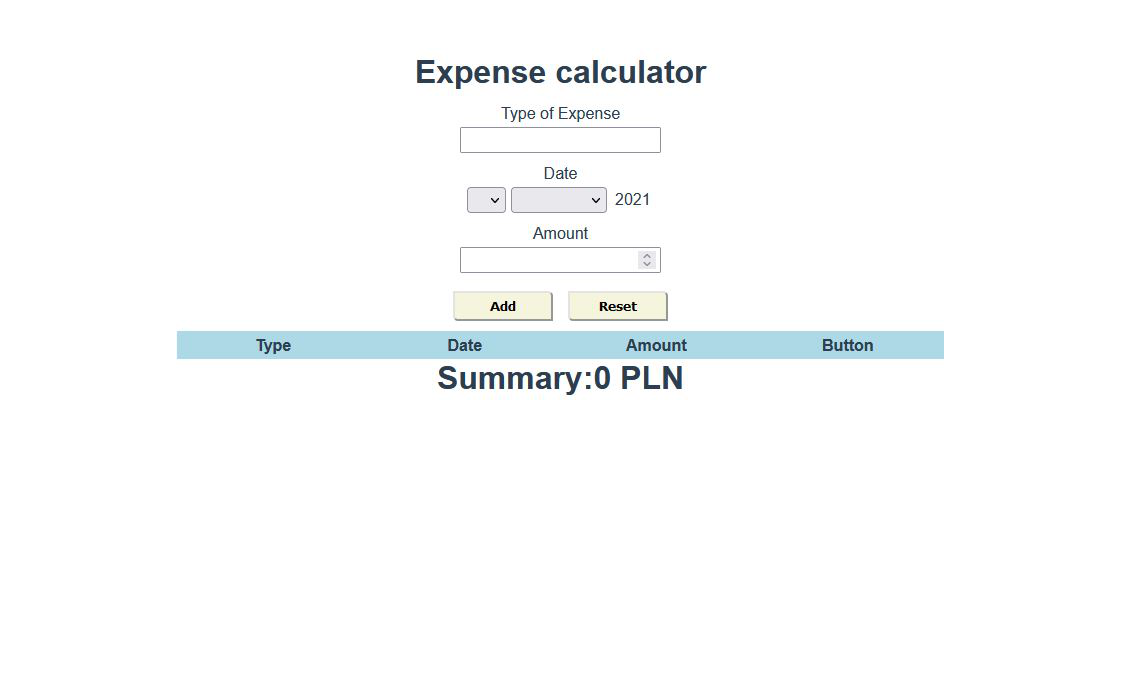 Expense calculator
Type of Expense
Date
2021
Amount
Add Reset
Type Date Amount Button
Summary:0 PLN